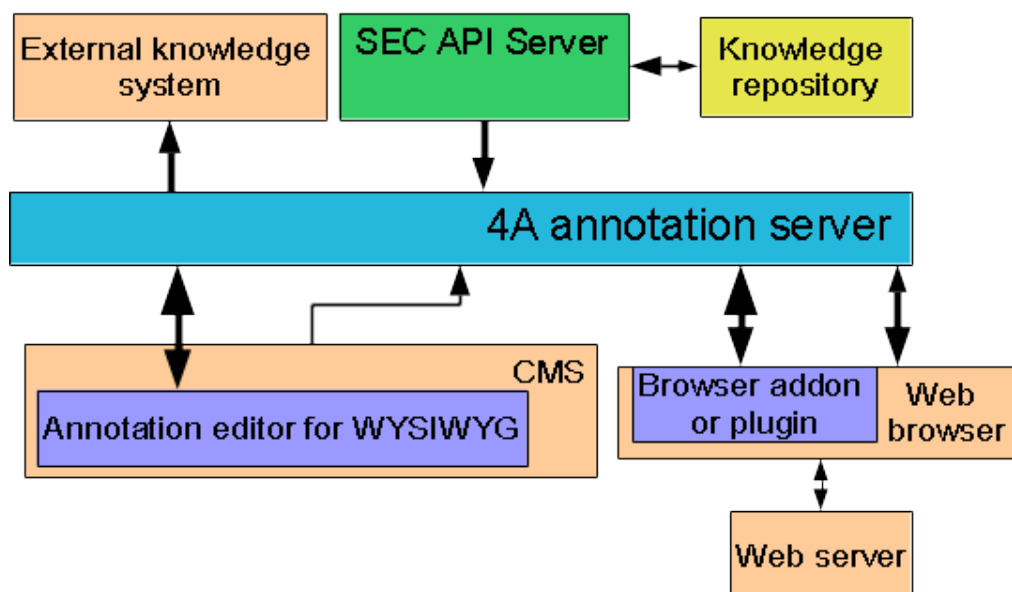 External knowledge
system
SEC API Server
Knowledge
repository
4A annotation server
CMS
Annotation editor for WYSIWYG
Browser addon
or plugin
Web
browser
Web server